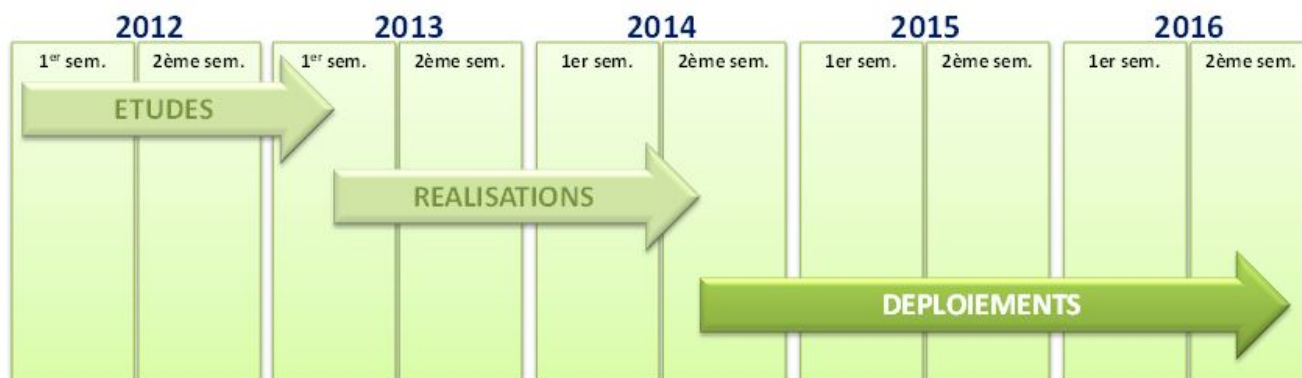 2012 2013 2014 2015 2016
1er sem. 2ème sem. 1er sem. 2ème sem. 1er sem. 2ème sem. 1er sem. 2ème sem. 1er sem. 2ème sem.
ETUDES
REALISATIONS
DEPLOIEMENTS